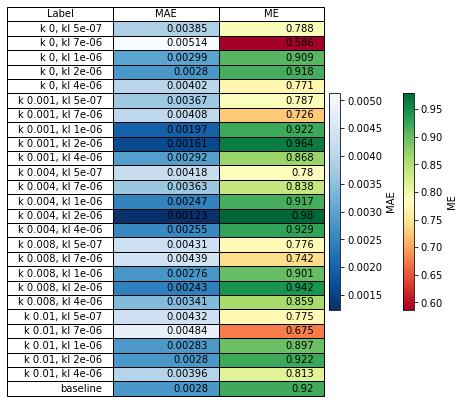 Label MAE ME
k 0, kl 5e-07 0.00385 0.788
k 0, kl 7e-06 0.00514 0.586
k 0, kl 1e-06 0.00299 0.909
k 0, kl 2e-06 0.0028 0.918
k 0, kl 4e-06 0.00402 0.771
k 0.001, kl 5e-07 0.00367 0.787
k 0.001, kl 7e-06 0.00408 0.726
k 0.001, kl 1e-06 0.00197 0.922
k 0.001, kl 2e-06 0.00161 0.964
k 0.001, kl 4e-06 0.00292 0.868
k 0.004, kl 5e-07 0.00418 0.78
k 0.004, kl 7e-06 0.00363 0.838
k 0.004, kl 1e-06 0.00247 0.917
k 0.004, kl 2e-06 0.00123 0.98
k 0.004, kl 4e-06 0.00255 0.929
k 0.008, kl 5e-07 0.00431 0.776
k 0.008, kl 7e-06 0.00439 0.742
k 0.008, kl 1e-06 0.00276 0.901
k 0.008, kl 2e-06 0.00243 0.942
k 0.008, kl 4e-06 0.00341 0.859
k 0.01, kl 5e-07 0.00432 0.775
k 0.01, kl 7e-06 0.00484 0.675
k 0.01, kl 1e-06 0.00283 0.897
k 0.01, kl 2e-06 0.0028 0.922
k 0.01, kl 4e-06 0.00396 0.813
baseline 0.0028 0.92
0.0050
0.0045
0.0040
0.0035
0.0030
0.0025
0.0020
0.0015
MAE
0.95
0.90
0.85
0.80
0.75
0.70
0.65
0.60
ME